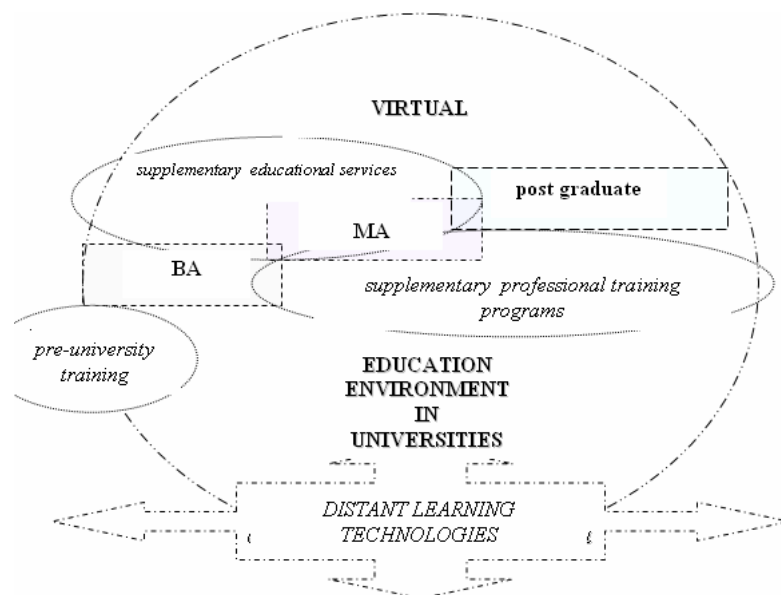 VIRTUAL
supplementary educational services
post graduate
MA
BA
supplementary professional training
programs
pre-university
training
EDUCATION
ENVIRONMENT
IN
UNIVERSITIES
DISTANT LEARNING
TECHNOLOGIES